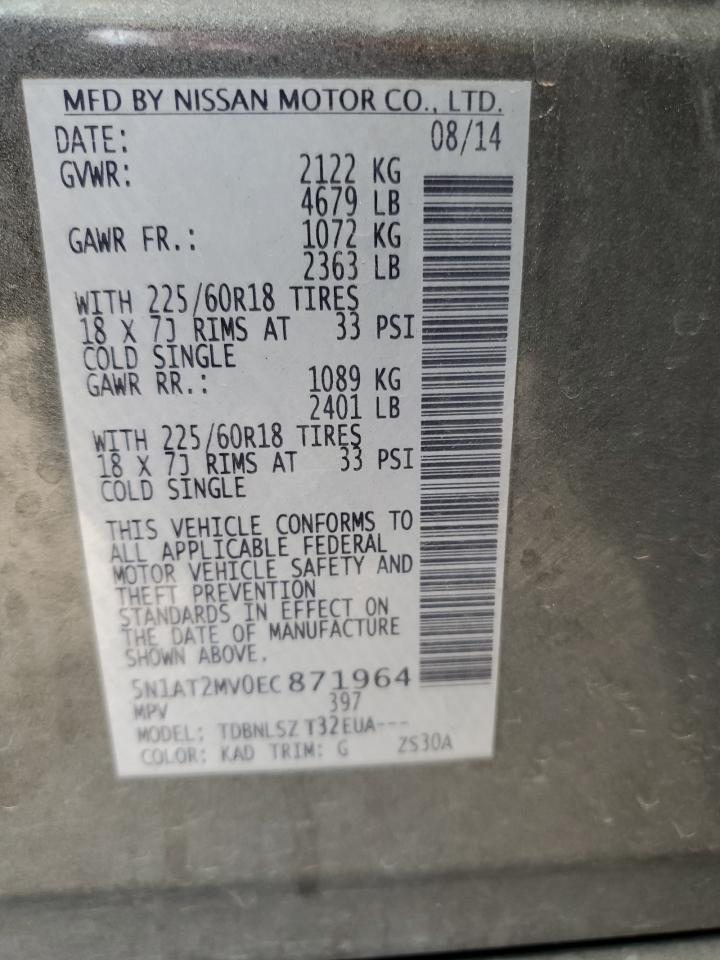 MFD BY NISSAN MOTOR CO., LTD.
DATE: 08/14
GVWR: 2122 KG
4679 LB
GAWR FR.: 1072 KG
2363 LB
WITH 225/60R18 TIRES
18 X 7J RIMS AT 33 PSI
COLD SINGLE
GAWR RR.: 1089 KG
2401 LB
WITH 225/60R18 TIRES
18 X 7J RIMS AT 33 PSI
COLD SINGLE
THIS VEHICLE CONFORMS TO
ALL APPLICABLE FEDERAL
MOTOR VEHICLE SAFETY AND
THEFT PREVENTION
STANDARDS IN EFFECT ON
THE DATE OF MANUFACTURE
SHOWN ABOVE.
5N1AT2MV0EC871964
MPV 397
MODEL: TDBNLSZ T32EUA---
COLOR: KAD TRIM: G ZS30A